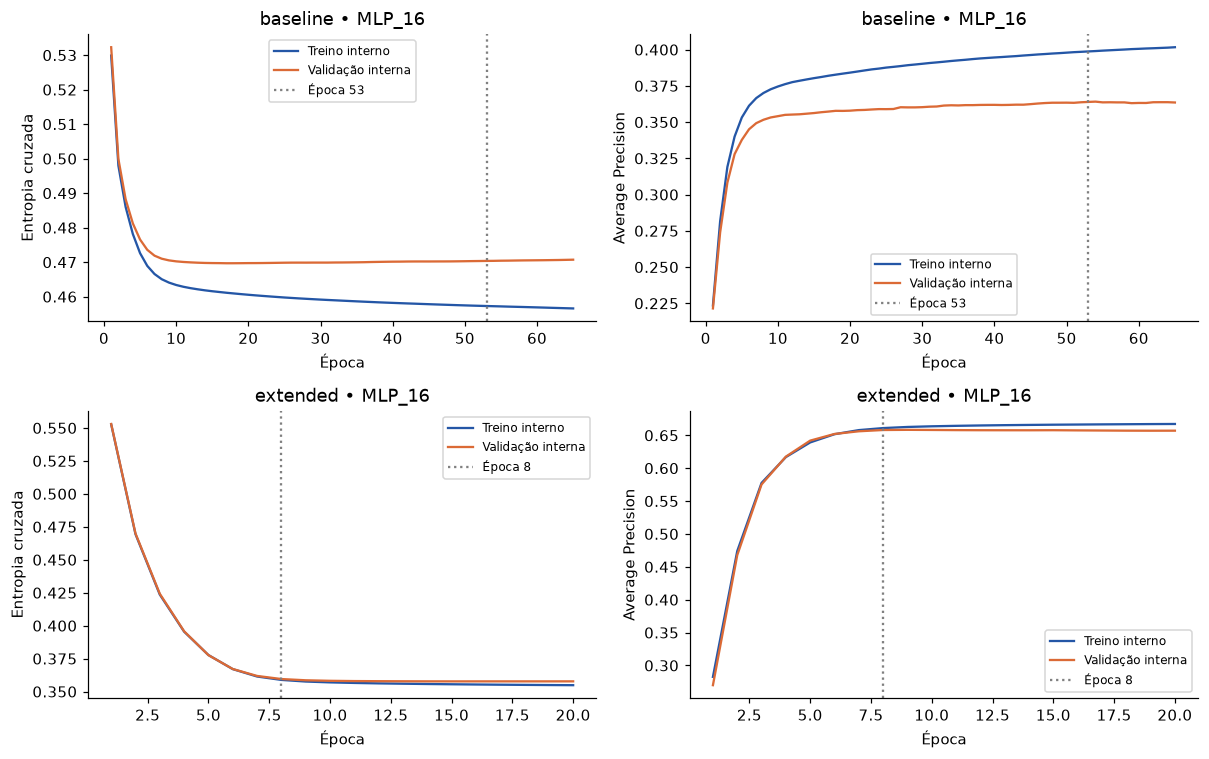 baseline • MLP_16
Entropia cruzada
0.53
0.52
0.51
0.50
0.49
0.48
0.47
0.46
Treino interno
Validação interna
Época 53
0 10 20 30 40 50 60
Época
baseline • MLP_16
Average Precision
0.400
0.375
0.350
0.325
0.300
0.275
0.250
0.225
Treino interno
Validação interna
Época 53
0 10 20 30 40 50 60
Época
extended • MLP_16
Entropia cruzada
0.550
0.525
0.500
0.475
0.450
0.425
0.400
0.375
0.350
Treino interno
Validação interna
Época 8
2.5 5.0 7.5 10.0 12.5 15.0 17.5 20.0
Época
extended • MLP_16
Average Precision
0.65
0.60
0.55
0.50
0.45
0.40
0.35
0.30
Treino interno
Validação interna
Época 8
2.5 5.0 7.5 10.0 12.5 15.0 17.5 20.0
Época